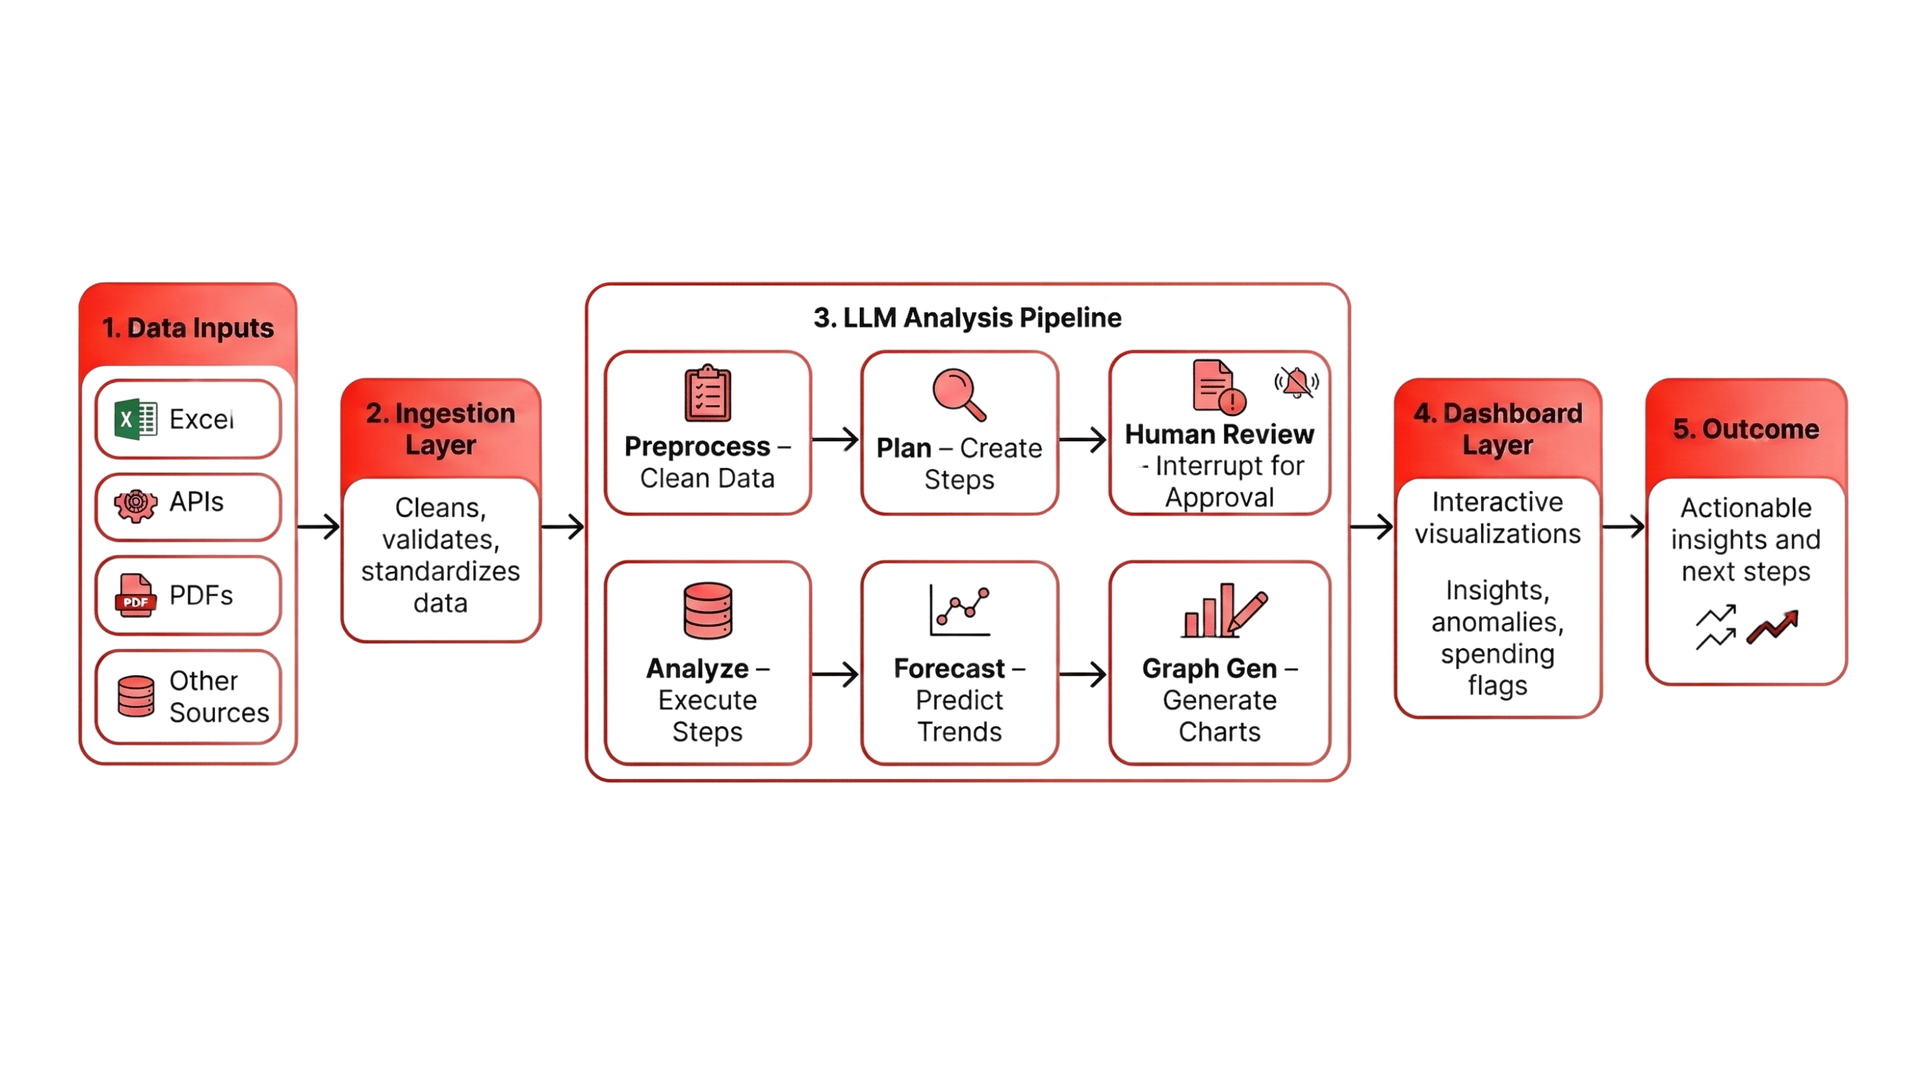 1. Data Inputs
Excel
APIs
PDF
PDFs
Other
Sources
2. Ingestion
Layer
Cleans,
validates,
standardizes
data
3. LLM Analysis Pipeline
Preprocess –
Clean Data
Plan – Create
Steps
Human Review
- Interrupt for
Approval
Analyze –
Execute
Steps
Forecast –
Predict
Trends
Graph Gen –
Generate
Charts
4. Dashboard
Layer
Interactive
visualizations
Insights,
anomalies,
spending
flags
5. Outcome
Actionable
insights and
next steps